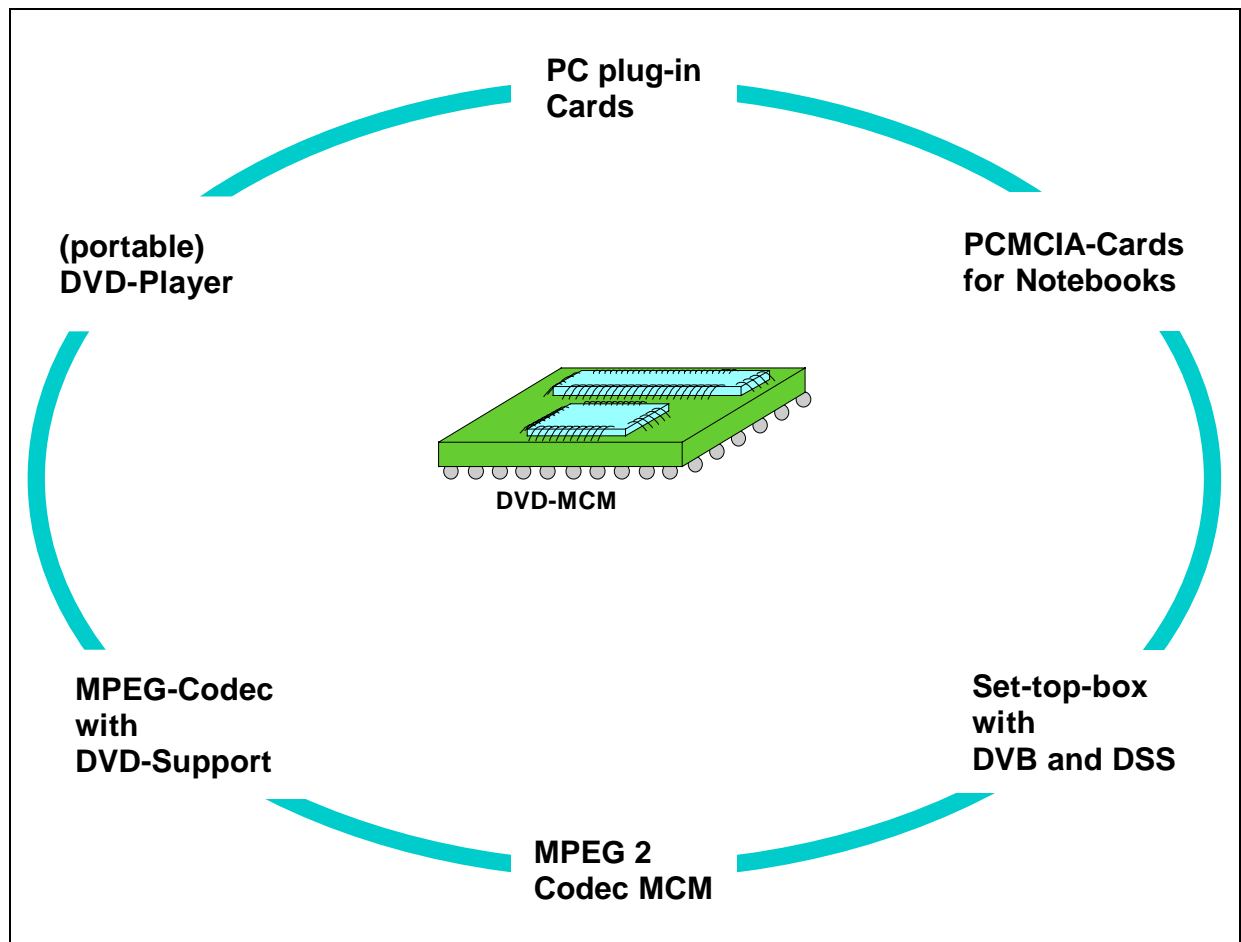 PC plug-in
Cards
(portable)
DVD-Player
PCMCIA-Cards
for Notebooks
DVD-MCM
MPEG-Codec
with
DVD-Support
Set-top-box
with
DVB and DSS
MPEG 2
Codec MCM